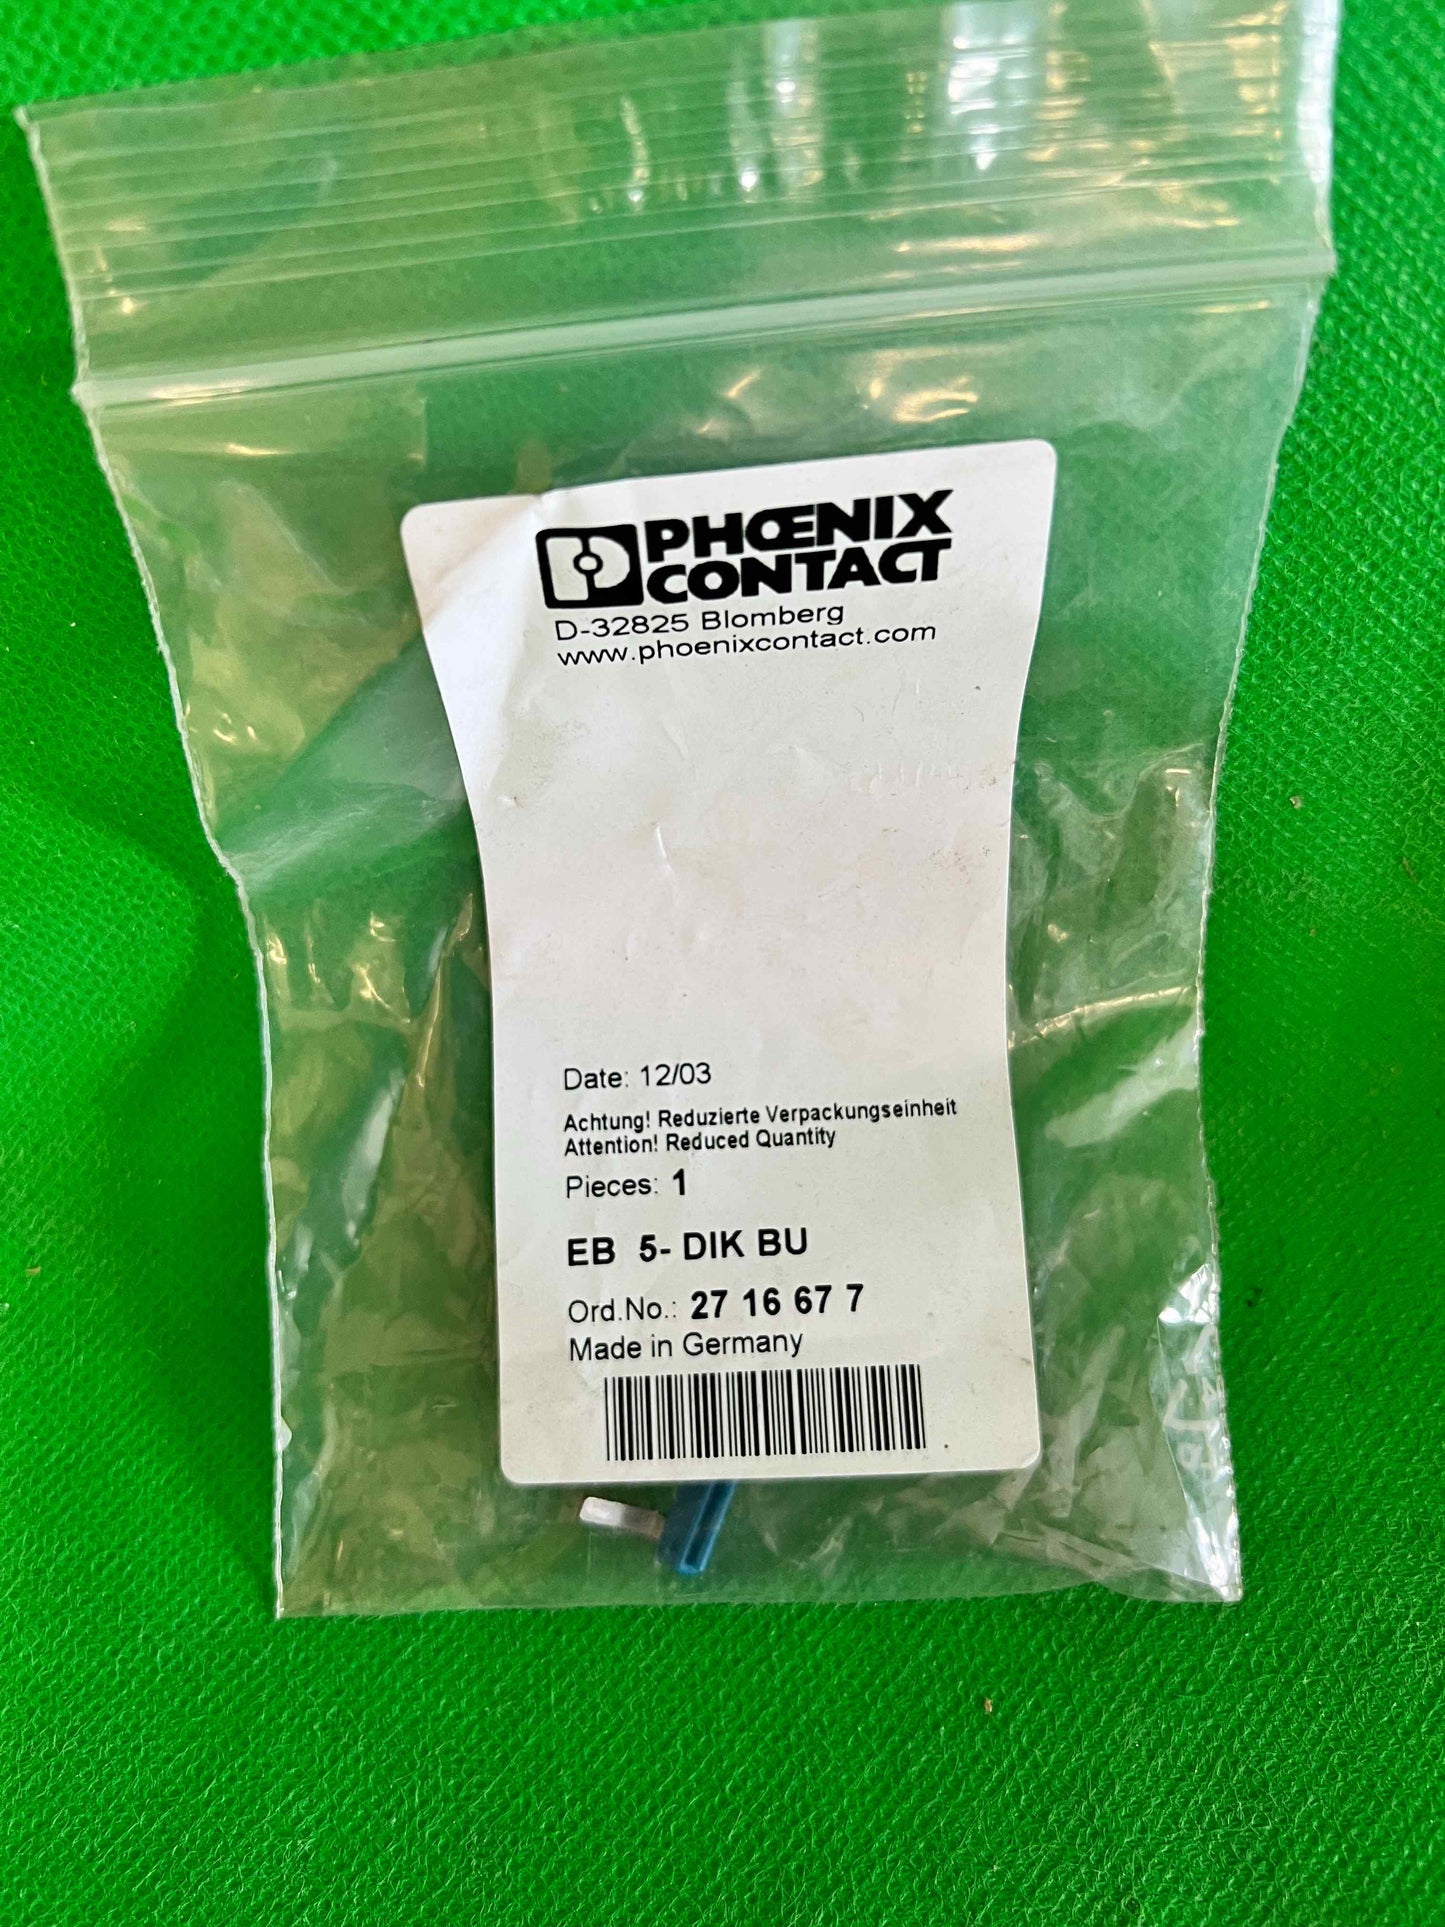 PHŒNIX
CONTACT
D-32825 Blomberg
www.phoenixcontact.com
Date: 12/03
Achtung! Reduzierte Verpackungseinheit
Attention! Reduced Quantity
Pieces: 1
EB 5- DIK BU
Ord.No.: 27 16 67 7
Made in Germany